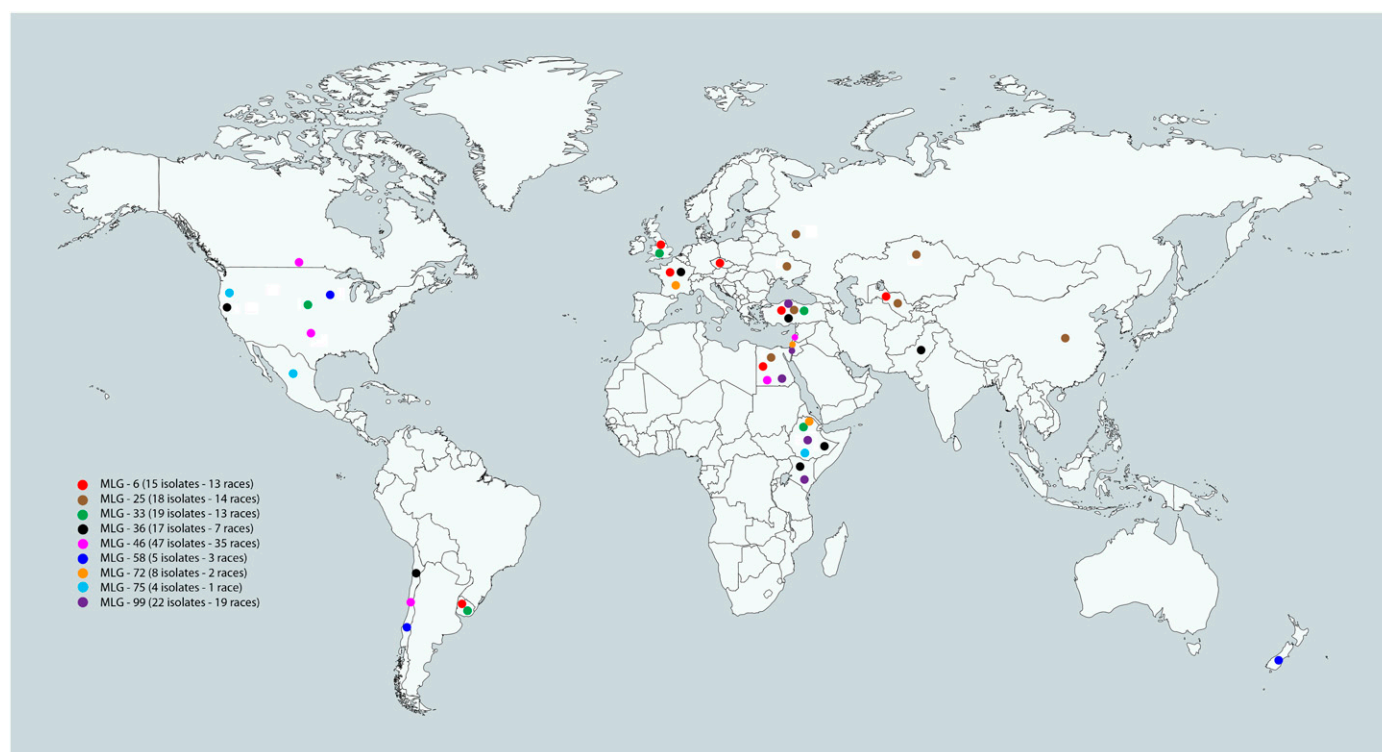 MLG - 6 (15 isolates - 13 races)
MLG - 25 (18 isolates - 14 races)
MLG - 33 (19 isolates - 13 races)
MLG - 36 (17 isolates - 7 races)
MLG - 46 (47 isolates - 35 races)
MLG - 58 (5 isolates - 3 races)
MLG - 72 (8 isolates - 2 races)
MLG - 75 (4 isolates - 1 race)
MLG - 99 (22 isolates - 19 races)